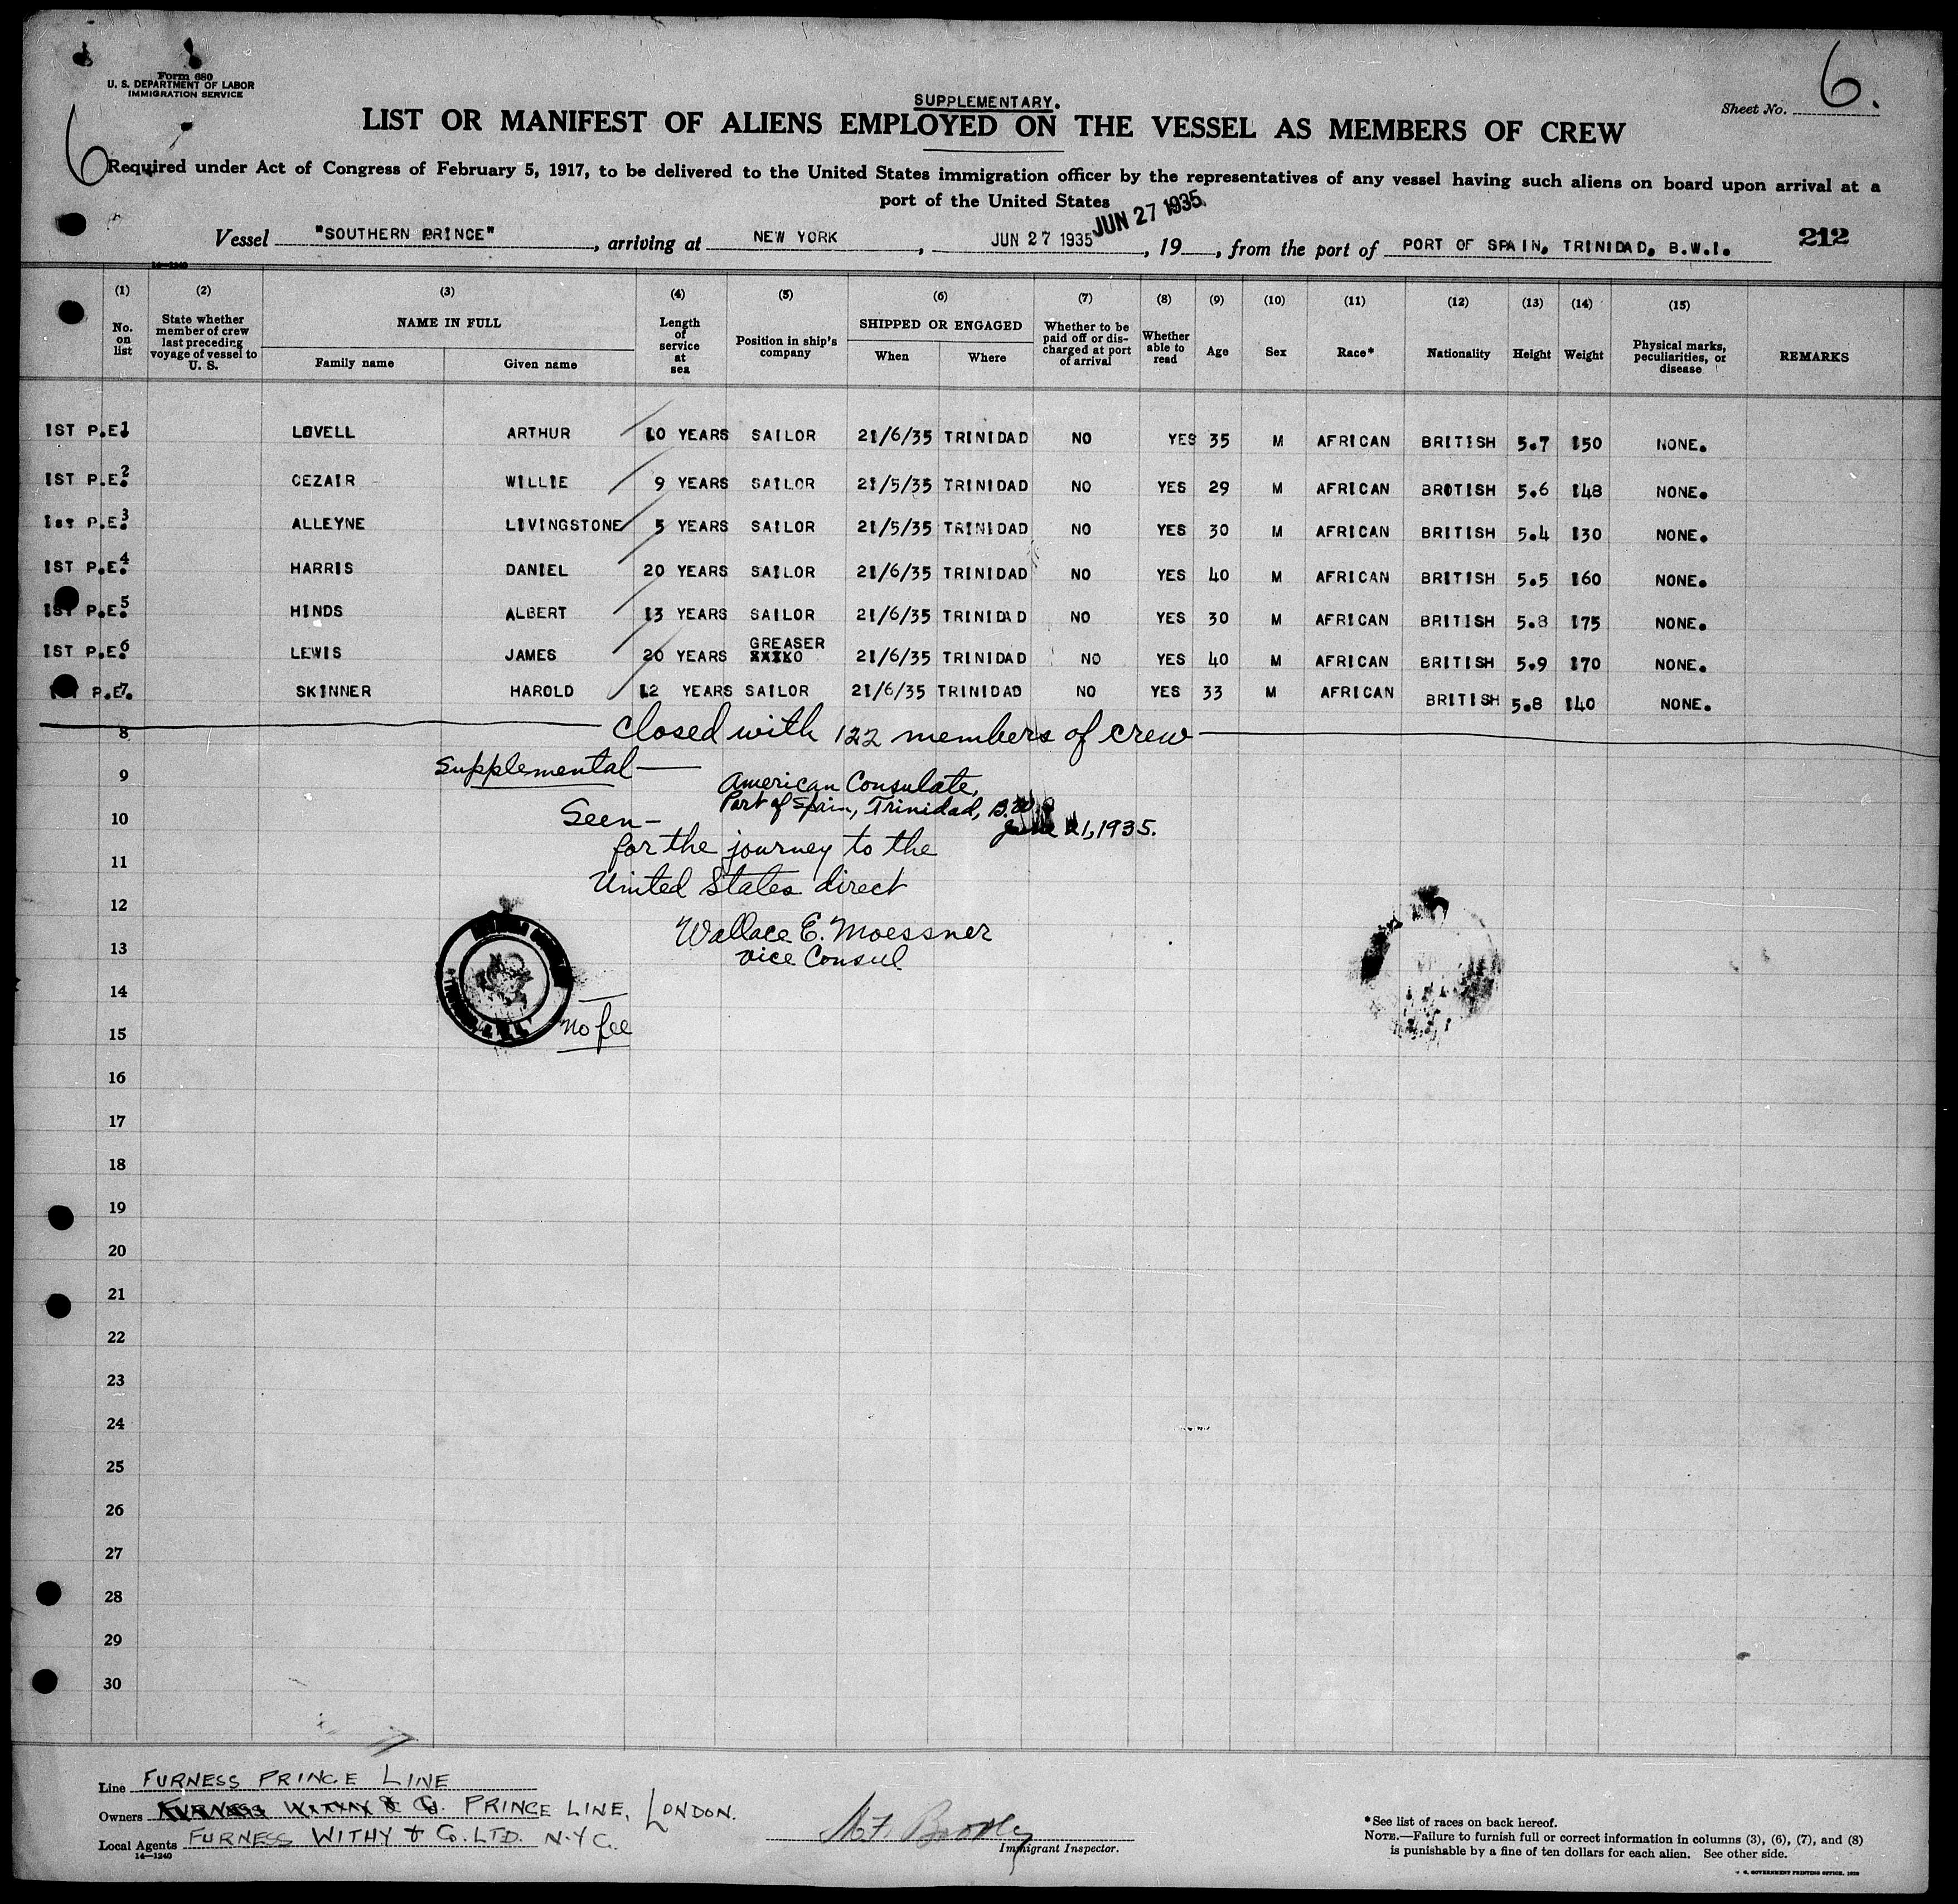 Form 680
U. S. DEPARTMENT OF LABOR
IMMIGRATION SERVICE
6
6.
Sheet No.
SUPPLEMENTARY.
LIST OR MANIFEST OF ALIENS EMPLOYED ON THE VESSEL AS MEMBERS OF CREW
Required under Act of Congress of February 5, 1917, to be delivered to the United States immigration officer by the representatives of any vessel having such aliens on board upon arrival at a
port of the United States
JUN 27 1935
Vessel "SOUTHERN PRINCE", arriving at NEW YORK, JUN 27 1935, 19, from the port of PORT OF SPAIN, TRINIDAD, B.W.I. 212
14—1240
(1) (2) (3) (4) (5) (6) (7) (8) (9) (10) (11) (12) (13) (14) (15)
No. on list
State whether member of crew last preceding voyage of vessel to U. S.
NAME IN FULL
Family name
Given name
Length of service at sea
Position in ship's company
SHIPPED OR ENGAGED
When
Where
Whether to be paid off or discharged at port of arrival
Whether able to read
Age
Sex
Race*
Nationality
Height
Weight
Physical marks, peculiarities, or disease
REMARKS
1ST P.E. 1 LOVELL ARTHUR 10 YEARS SAILOR 21/6/35 TRINIDAD NO YES 35 M AFRICAN BRITISH 5.7 150 NONE.
1ST P.E. 2 CEZAIR WILLIE 9 YEARS SAILOR 21/5/35 TRINIDAD NO YES 29 M AFRICAN BROTISH 5.6 148 NONE.
1ST P.E. 3 ALLEYNE LIVINGSTONE 5 YEARS SAILOR 21/5/35 TRINIDAD NO YES 30 M AFRICAN BRITISH 5.4 130 NONE.
1ST P.E. 4 HARRIS DANIEL 20 YEARS SAILOR 21/6/35 TRINIDAD NO YES 40 M AFRICAN BRITISH 5.5 160 NONE.
1ST P.E. 5 HINDS ALBERT 13 YEARS SAILOR 21/6/35 TRINIDAD NO YES 30 M AFRICAN BRITISH 5.8 175 NONE.
GREASER
1ST P.E. 6 LEWIS JAMES 20 YEARS 21/6/35 TRINIDAD NO YES 40 M AFRICAN BRITISH 5.9 170 NONE.
P.E. 7 SKINNER HAROLD 12 YEARS SAILOR 21/6/35 TRINIDAD NO YES 33 M AFRICAN BRITISH 5.8 140 NONE.
8 Closed with 122 members of crew
Supplemental
9 American Consulate,
Port of Spain, Trinidad, B.W.
10 Seen— June 21, 1935.
for the journey to the
11
United States direct
12
Wallace E. Moessner
13 Vice Consul
14
no fee
15
16
17
18
19
20
21
22
23
24
25
26
27
28
29
30
Line FURNESS PRINCE LINE
Owners FURNESS WITHY & Co. PRINCE LINE, LONDON.
Local Agents FURNESS WITHY & Co. LTD. N.Y.C.
14—1240
Immigrant Inspector.
*See list of races on back hereof.
NOTE.—Failure to furnish full or correct information in columns (3), (6), (7), and (8)
is punishable by a fine of ten dollars for each alien. See other side.
GOVERNMENT PRINTING OFFICE